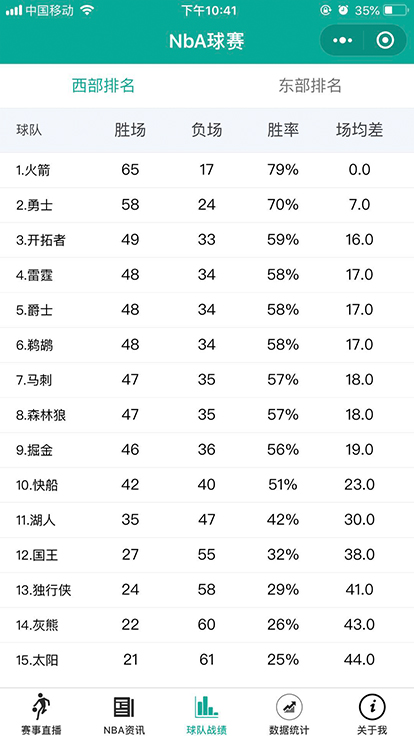 中国移动 下午10:41 35%
NbA球赛
西部排名 东部排名
球队 胜场 负场 胜率 场均差
1.火箭 65 17 79% 0.0
2.勇士 58 24 70% 7.0
3.开拓者 49 33 59% 16.0
4.雷霆 48 34 58% 17.0
5.爵士 48 34 58% 17.0
6.鹈鹕 48 34 58% 17.0
7.马刺 47 35 57% 18.0
8.森林狼 47 35 57% 18.0
9.掘金 46 36 56% 19.0
10.快船 42 40 51% 23.0
11.湖人 35 47 42% 30.0
12.国王 27 55 32% 38.0
13.独行侠 24 58 29% 41.0
14.灰熊 22 60 26% 43.0
15.太阳 21 61 25% 44.0
赛事直播 NBA资讯 球队战绩 数据统计 关于我